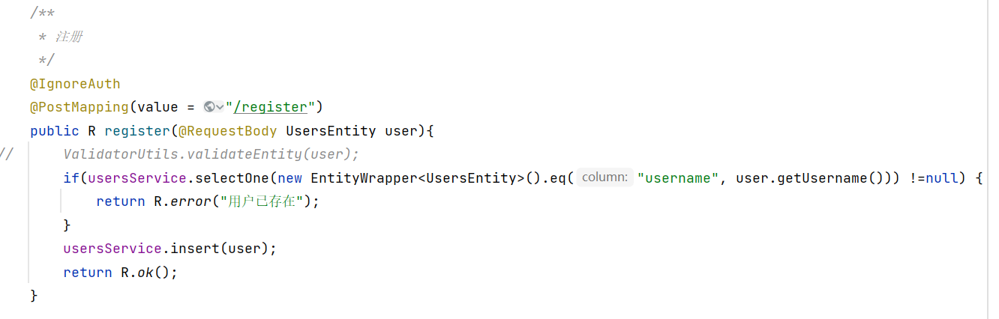 /**
* 注册
*/
@IgnoreAuth
@PostMapping(value = "/register")
public R register(@RequestBody UsersEntity user){
//      ValidatorUtils.validateEntity(user);
if(usersService.selectOne(new EntityWrapper<UsersEntity>().eq( column: "username", user.getUsername())) !=null) {
return R.error("用户已存在");
}
usersService.insert(user);
return R.ok();
}